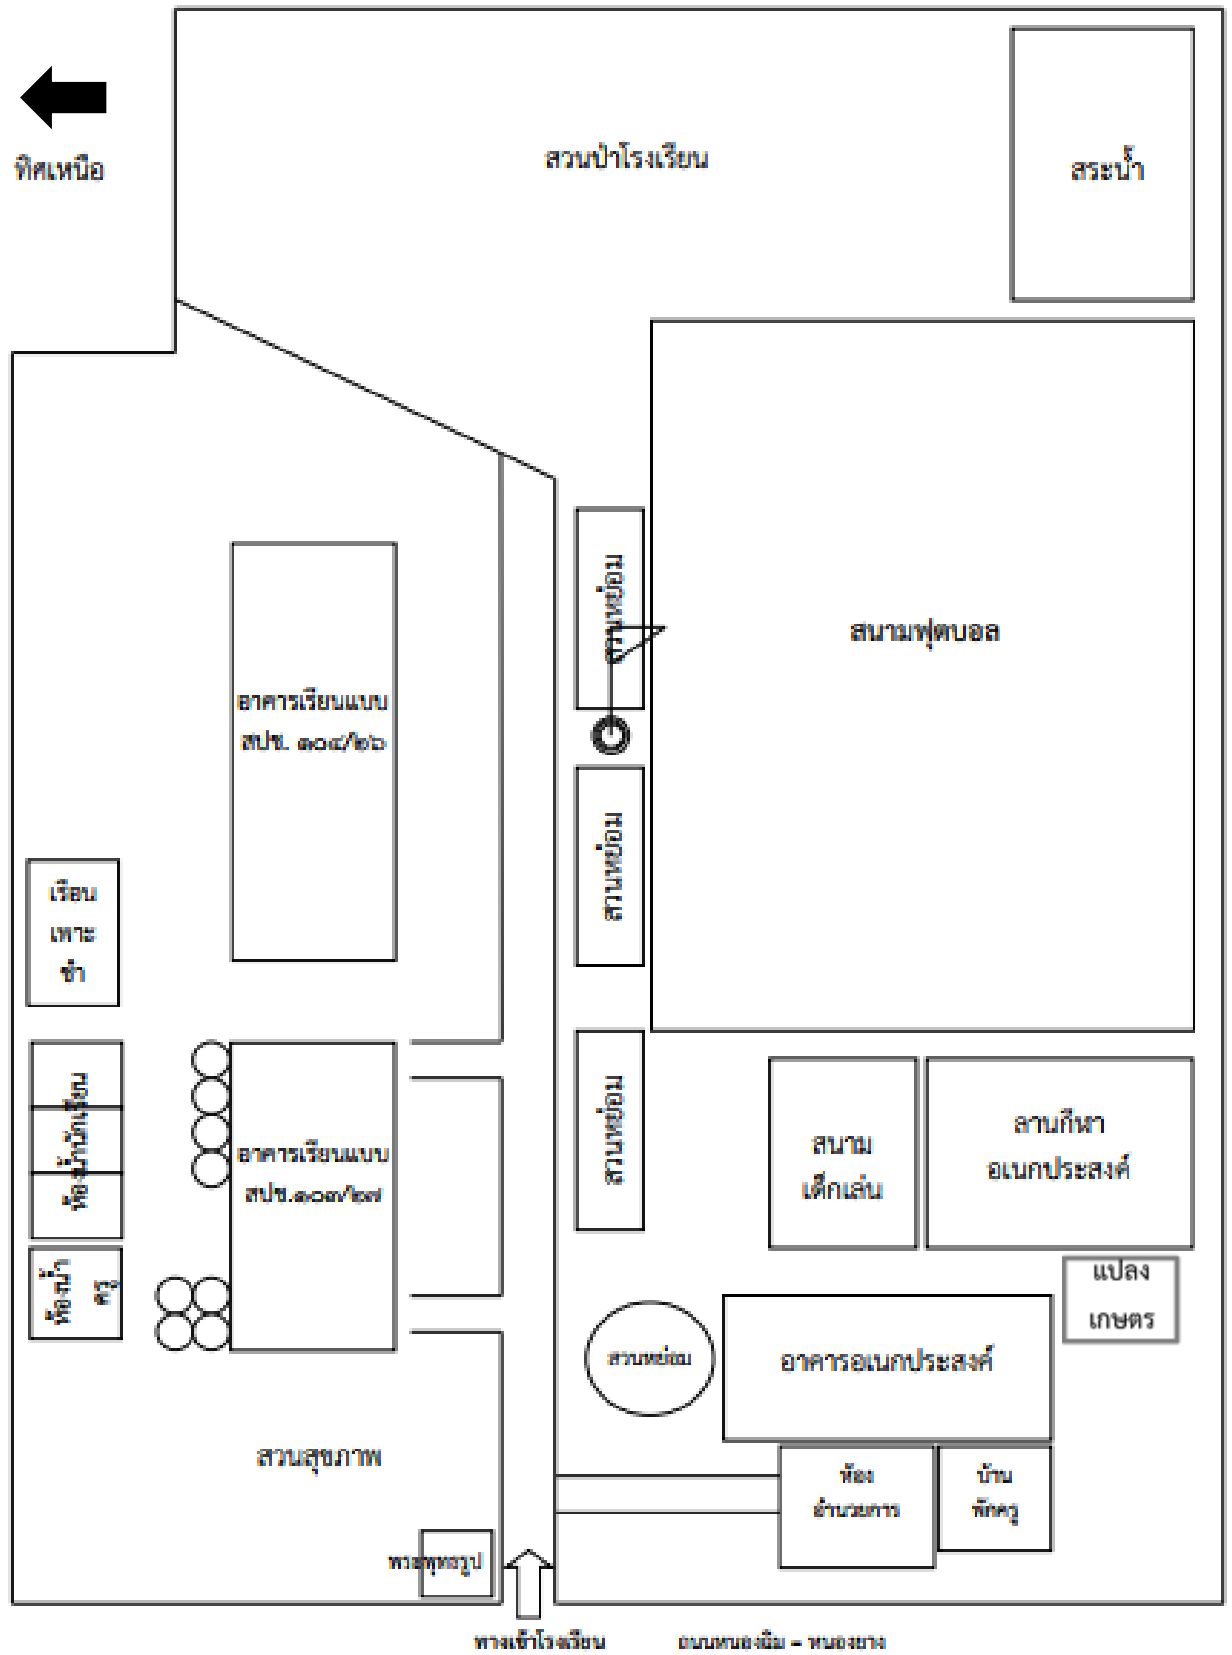 ทิศเหนือ
สวนป่าโรงเรียน
สระน้ำ
สวนหย่อม
สนามฟุตบอล
อาคารเรียนแบบ
สปช. ๑๐๔/๒๖
สวนหย่อม
เรือน
เพาะ
ชำ
ห้องน้ำนักเรียน
อาคารเรียนแบบ
สปช.๑๐๓/๒๗
สวนหย่อม
สนาม
เด็กเล่น
ลานกีฬา
อเนกประสงค์
ห้องน้ำ
ครู
แปลง
เกษตร
สวนหย่อม
อาคารอเนกประสงค์
สวนสุขภาพ
ห้อง
อำนวยการ
บ้าน
พักครู
พระพุทธรูป
ทางเข้าโรงเรียน
ถนนหนองฉิม – หนองยาง